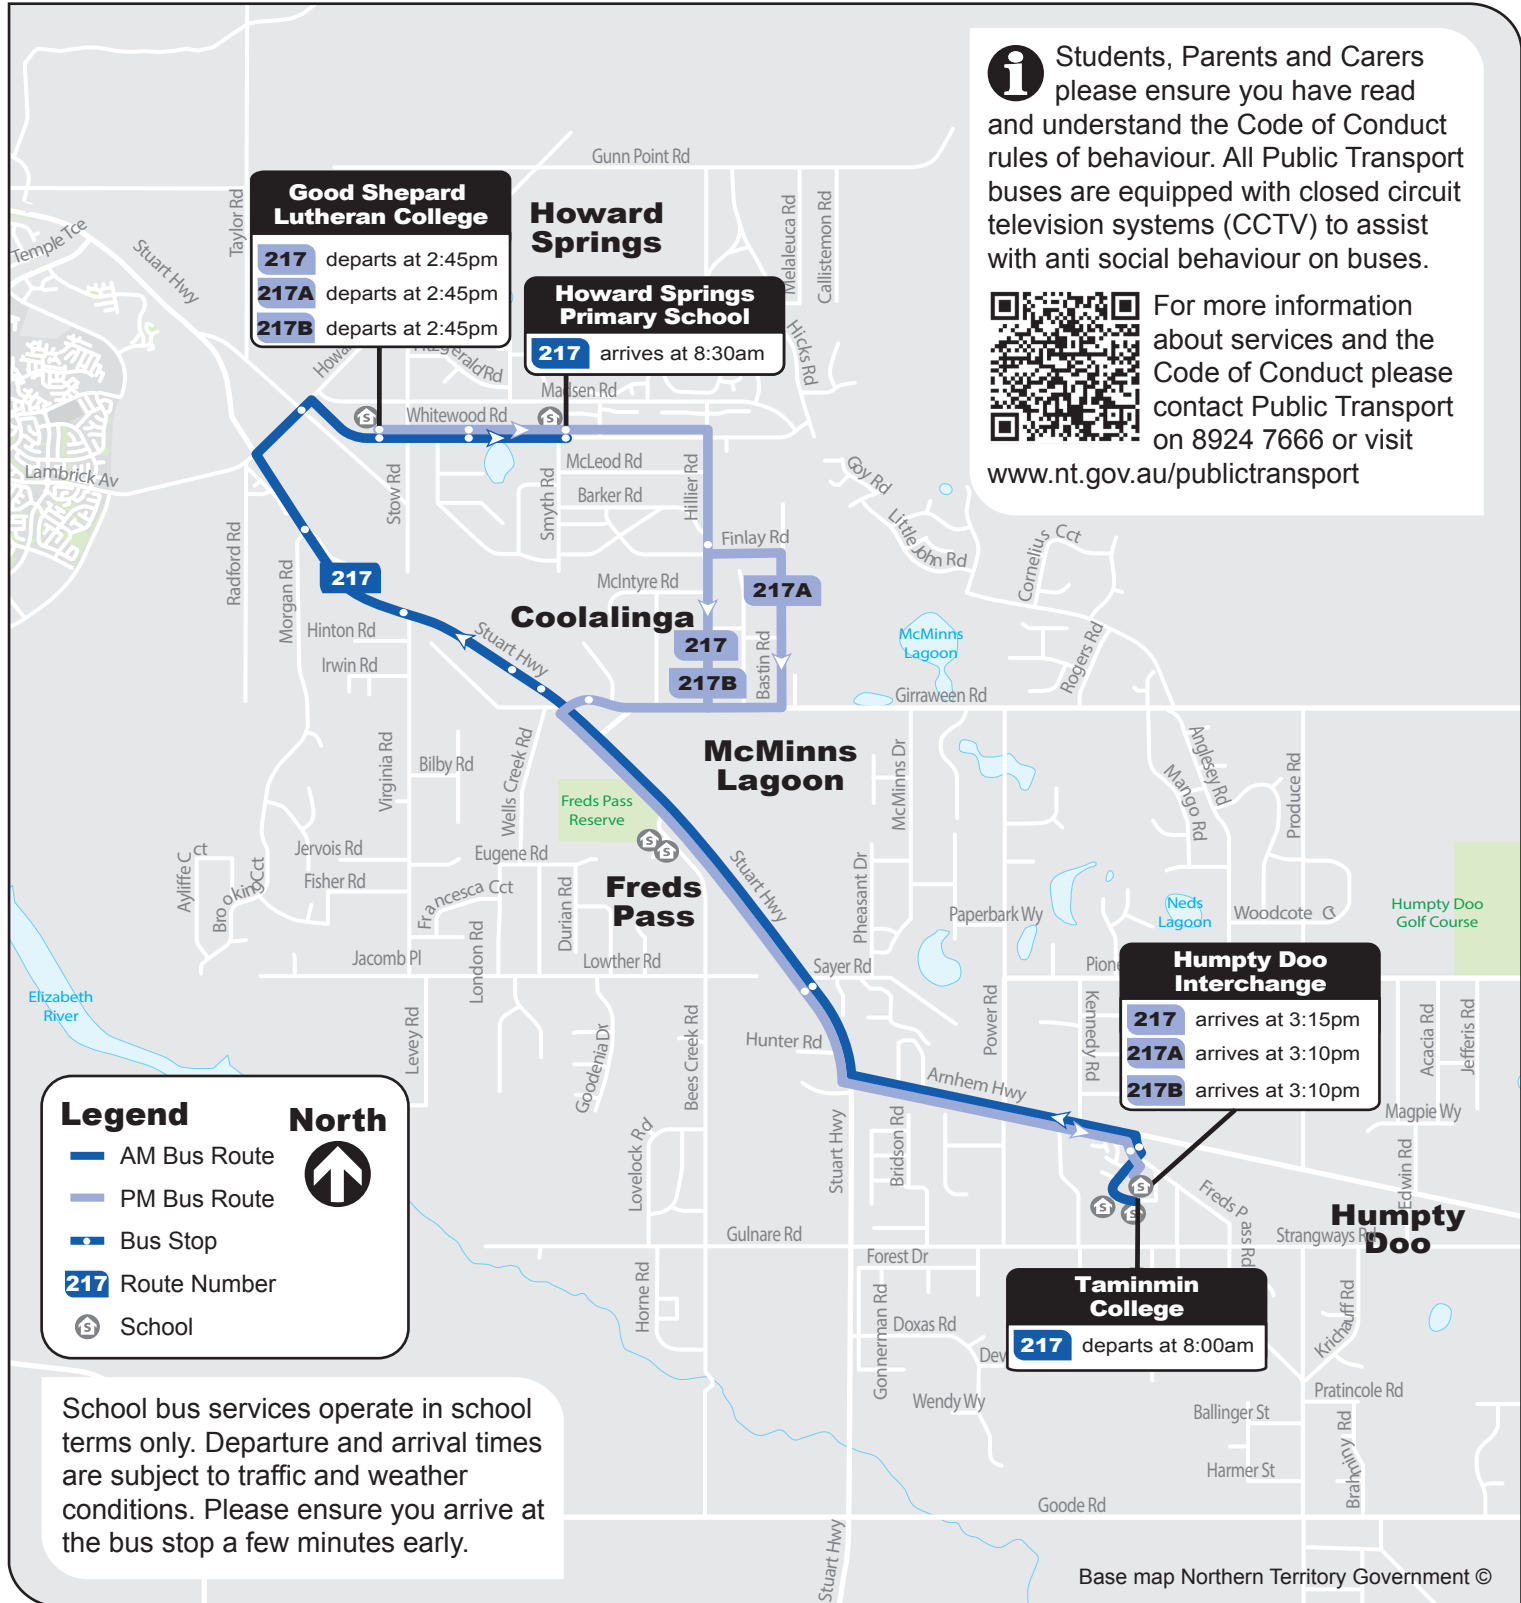 Students, Parents and Carers
please ensure you have read
and understand the Code of Conduct
rules of behaviour. All Public Transport
buses are equipped with closed circuit
television systems (CCTV) to assist
with anti social behaviour on buses.
For more information
about services and the
Code of Conduct please
contact Public Transport
on 8924 7666 or visit
www.nt.gov.au/publictransport
Gunn Point Rd
Good Shepard
Lutheran College
217 departs at 2:45pm
217A departs at 2:45pm
217B departs at 2:45pm
Howard
Springs
Howard Springs
Primary School
217 arrives at 8:30am
Temple Tce
Stuart Hwy
Taylor Rd
Melaleuca Rd
Callistemon Rd
Hicks Rd
Madsen Rd
Whitewood Rd
Lambrick Av
Radford Rd
Stow Rd
Smyth Rd
McLeod Rd
Barker Rd
Hillier Rd
Finlay Rd
Goy Rd
Little John Rd
Cornelius Cct
Morgan Rd
217
McIntyre Rd
217A
Coolalinga
Hinton Rd
Irwin Rd
Stuart Hwy
217
217B
Bastin Rd
McMinns
Lagoon
Rogers Rd
Girraween Rd
McMinns
Lagoon
Virginia Rd
Bilby Rd
Wells Creek Rd
McMinns Dr
Anglesey Rd
Mango Rd
Produce Rd
Freds Pass
Reserve
Ayliffe Cct
Brooking Cct
Jervois Rd
Fisher Rd
Eugene Rd
Francesca Cct
London Rd
Durian Rd
Freds
Pass
Stuart Hwy
Pheasant Dr
Paperbark Wy
Neds
Lagoon
Woodcote C
Humpty Doo
Golf Course
Jacomb Pl
Lowther Rd
Sayer Rd
Elizabeth
River
Levey Rd
Goodenia Dr
Bees Creek Rd
Hunter Rd
Power Rd
Kennedy Rd
Humpty Doo
Interchange
217 arrives at 3:15pm
217A arrives at 3:10pm
217B arrives at 3:10pm
Acacia Rd
Jefferis Rd
Magpie Wy
Arnhem Hwy
Legend
North
AM Bus Route
PM Bus Route
Bus Stop
217 Route Number
School
Lovelock Rd
Stuart Hwy
Bridson Rd
Freds Pass Rd
Edwin Rd
Humpty
Doo
Strangways Rd
Gulnare Rd
Forest Dr
Horne Rd
Gonnerman Rd
Doxas Rd
Wendy Wy
Taminmin
College
217 departs at 8:00am
Krichauff Rd
Pratincole Rd
Ballinger St
Harmer St
Brahminy Rd
Goode Rd
Stuart Hwy
School bus services operate in school
terms only. Departure and arrival times
are subject to traffic and weather
conditions. Please ensure you arrive at
the bus stop a few minutes early.
Base map Northern Territory Government ©